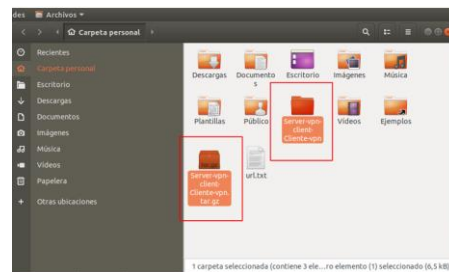 des Archivos
Carpeta personal
Recientes
Carpeta personal
Escritorio
Descargas
Documentos
Imágenes
Música
Vídeos
Papelera
Otras ubicaciones
Descargas
Documento
s
Escritorio
Imágenes
Música
Plantillas
Público
Server-vpn-
client-
Cliente-vpn
Vídeos
Ejemplos
Server-vpn-
client-
Cliente-vpn.
tar.gz
url.txt
1 carpeta seleccionada (contiene 3 ele…ro elemento (1) seleccionado (6,5 kB)